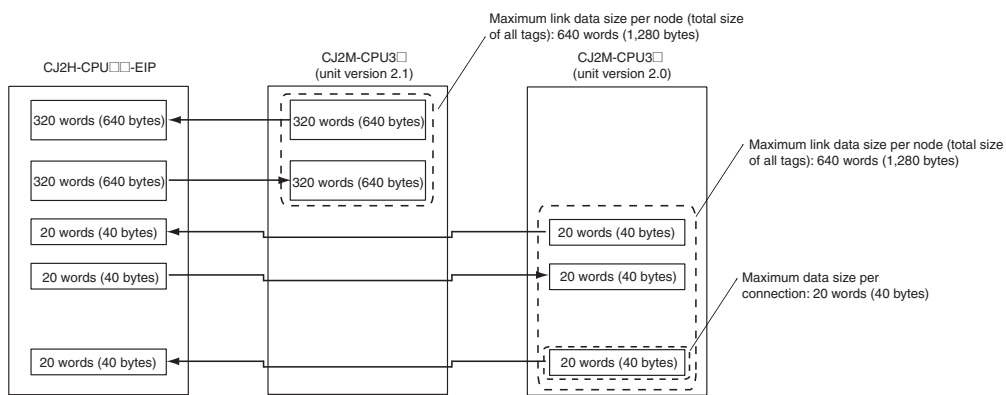 Maximum link data size per node (total size
of all tags): 640 words (1,280 bytes)
CJ2H-CPU□□-EIP
CJ2M-CPU3□
(unit version 2.1)
CJ2M-CPU3□
(unit version 2.0)
320 words (640 bytes)
320 words (640 bytes)
320 words (640 bytes)
320 words (640 bytes)
Maximum link data size per node (total size
of all tags): 640 words (1,280 bytes)
20 words (40 bytes)
20 words (40 bytes)
20 words (40 bytes)
20 words (40 bytes)
Maximum data size per
connection: 20 words (40 bytes)
20 words (40 bytes)
20 words (40 bytes)